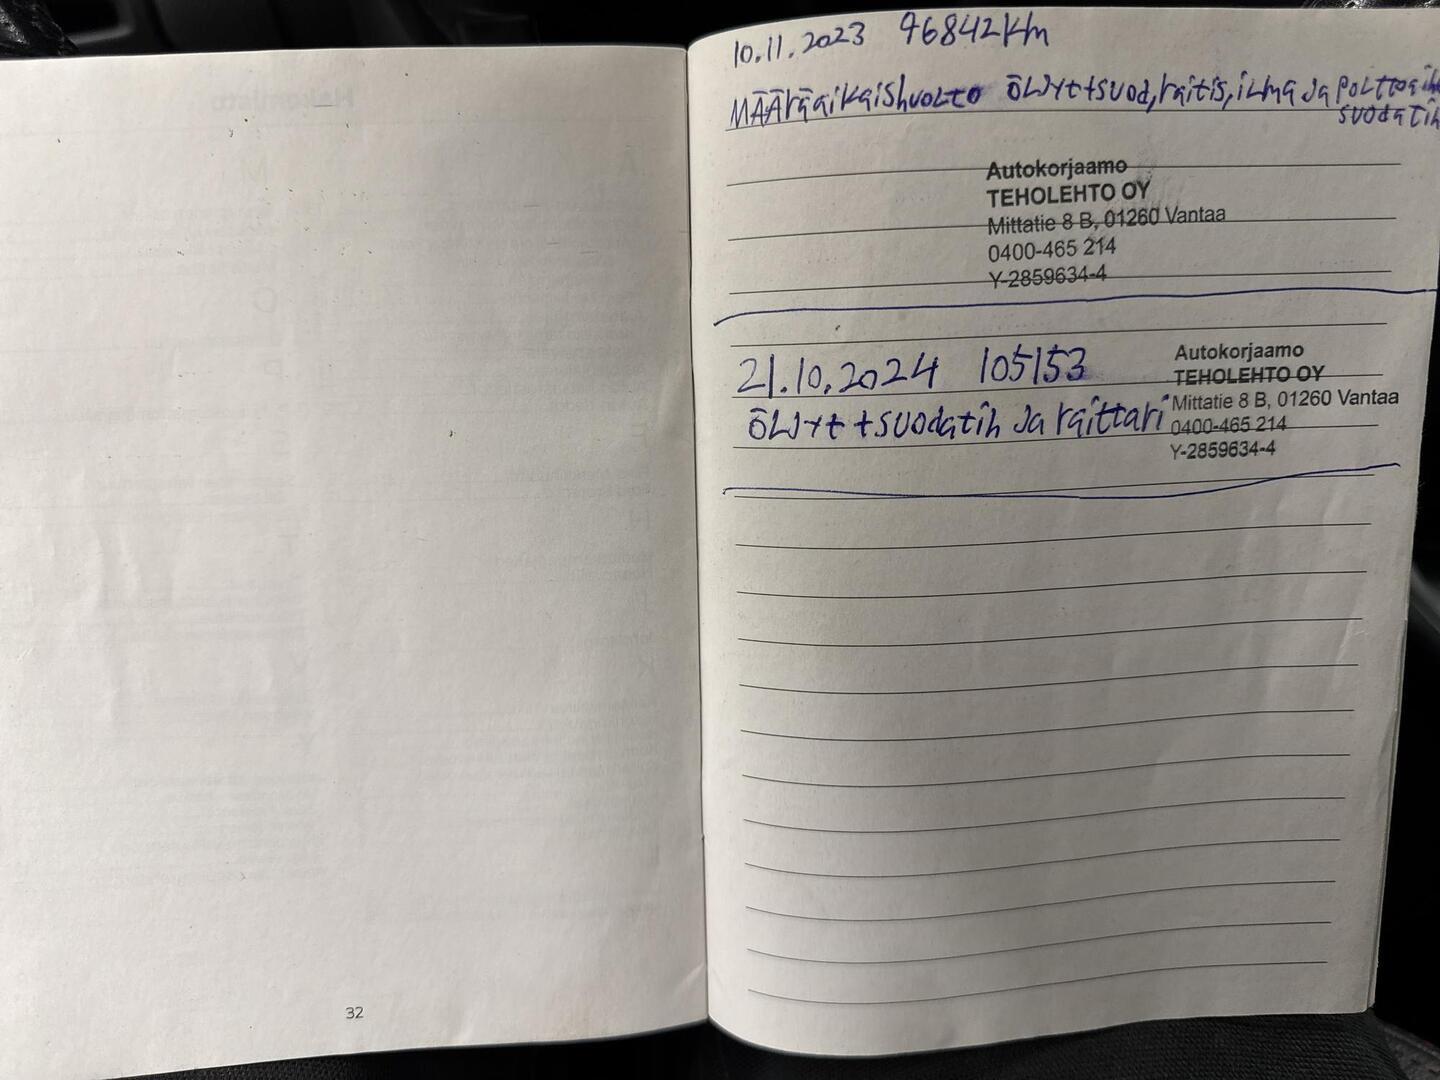 10.11.2023 96842Km
MÄÄräaikaishuolto ÖLJYt+suod,raitis,ilma ja poLttoain
suodatin
Autokorjaamo
TEHOLEHTO OY
Mittatie 8 B, 01260 Vantaa
0400-465 214
Y-2859634-4
21.10.2024 105153
ÖLJYt+suodatin ja raittari
Autokorjaamo
TEHOLEHTO OY
Mittatie 8 B, 01260 Vantaa
0400-465 214
Y-2859634-4
32